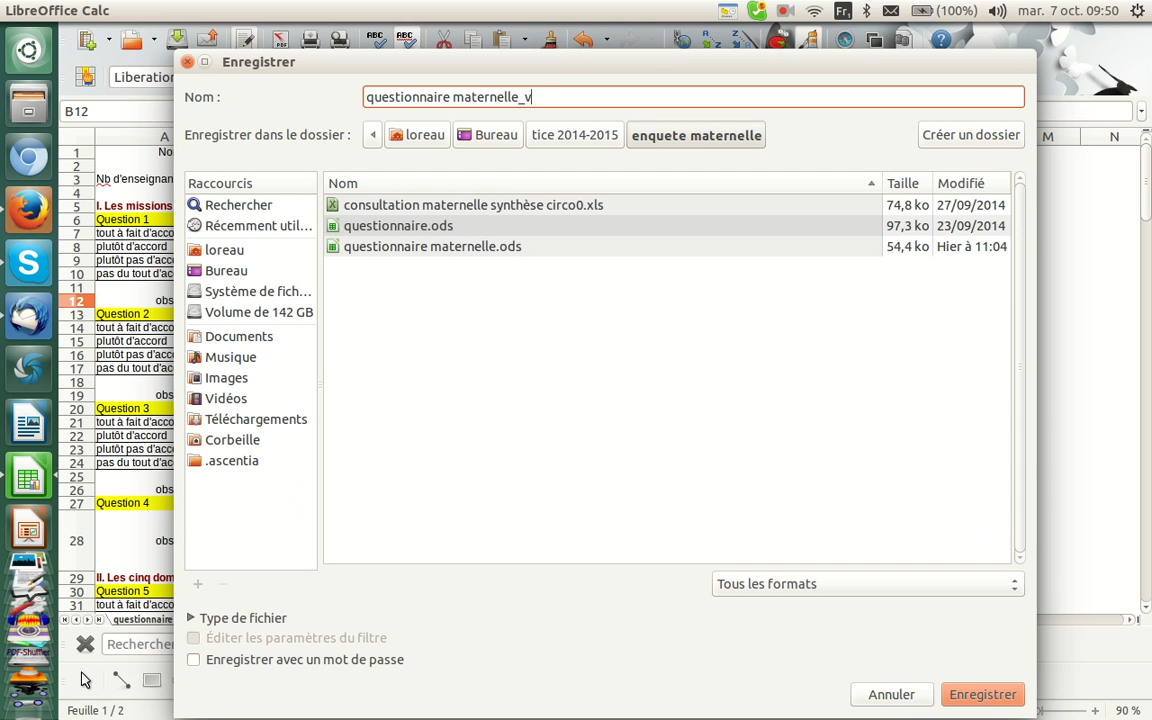 LibreOffice Calc
Fr₁
(100%)
mar. 7 oct. 09:50
Enregistrer
Liberation
B12
Nom :
questionnaire maternelle_v
Enregistrer dans le dossier :
loreau
Bureau
tice 2014-2015
enquete maternelle
Créer un dossier
Raccourcis
Rechercher
Récemment util...
loreau
Bureau
Système de fich...
Volume de 142 GB
Documents
Musique
Images
Vidéos
Téléchargements
Corbeille
.ascentia
Nom Taille Modifié
consultation maternelle synthèse circo0.xls 74,8 ko 27/09/2014
questionnaire.ods 97,3 ko 23/09/2014
questionnaire maternelle.ods 54,4 ko Hier à 11:04
Tous les formats
Type de fichier
Éditer les paramètres du filtre
Enregistrer avec un mot de passe
Annuler
Enregistrer
A
M N
1 No
2
3 Nb d'enseignan
4
5 I. Les missions
6 Question 1
7 tout à fait d'acco
8 plutôt d'accord
9 plutôt pas d'acc
10 pas du tout d'acc
11
12 obs
13 Question 2
14 tout à fait d'acco
15 plutôt d'accord
16 plutôt pas d'acc
17 pas du tout d'acc
18
19 obs
20 Question 3
21 tout à fait d'acco
22 plutôt d'accord
23 plutôt pas d'acc
24 pas du tout d'acc
25
26 obs
27 Question 4
28 obs
29 II. Les cinq dom
30 Question 5
31 tout à fait d'acco
questionnaire
Rechercher
PDF-Shuffler
Feuille 1 / 2
90 %